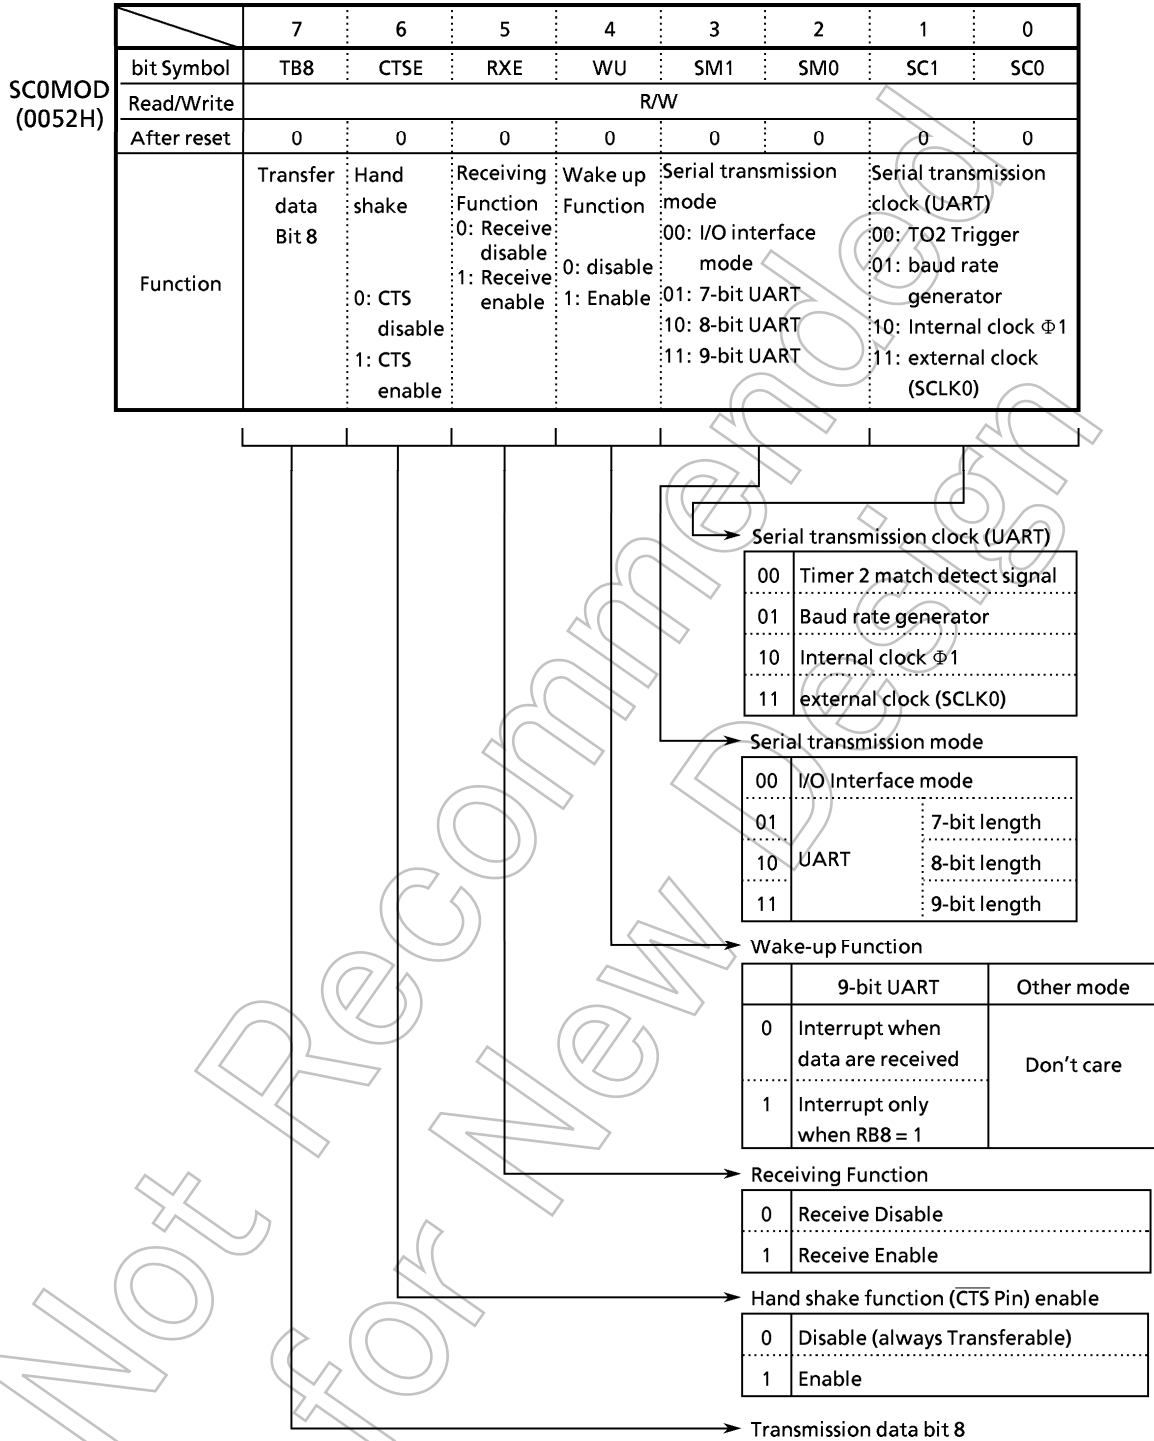 7 6 5 4 3 2 1 0
bit Symbol TB8 CTSE RXE WU SM1 SM0 SC1 SC0
SC0MOD
(0052H)
Read/Write R/W
After reset 0 0 0 0 0 0 0 0
Function
Transfer
data
Bit 8
Hand
shake
0: CTS
disable
1: CTS
enable
Receiving
Function
0: Receive
disable
1: Receive
enable
Wake up
Function
0: disable
1: Enable
Serial transmission
mode
00: I/O interface
mode
01: 7-bit UART
10: 8-bit UART
11: 9-bit UART
Serial transmission
clock (UART)
00: TO2 Trigger
01: baud rate
generator
10: Internal clock Φ1
11: external clock
(SCLK0)
Serial transmission clock (UART)
00 Timer 2 match detect signal
01 Baud rate generator
10 Internal clock Φ1
11 external clock (SCLK0)
Serial transmission mode
00 I/O Interface mode
01 7-bit length
10 UART 8-bit length
11 9-bit length
Wake-up Function
9-bit UART Other mode
0 Interrupt when
data are received
Don't care
1 Interrupt only
when RB8 = 1
Receiving Function
0 Receive Disable
1 Receive Enable
Hand shake function (C̅T̅S̅ Pin) enable
0 Disable (always Transferable)
1 Enable
Transmission data bit 8
Not Recommended
for New Design